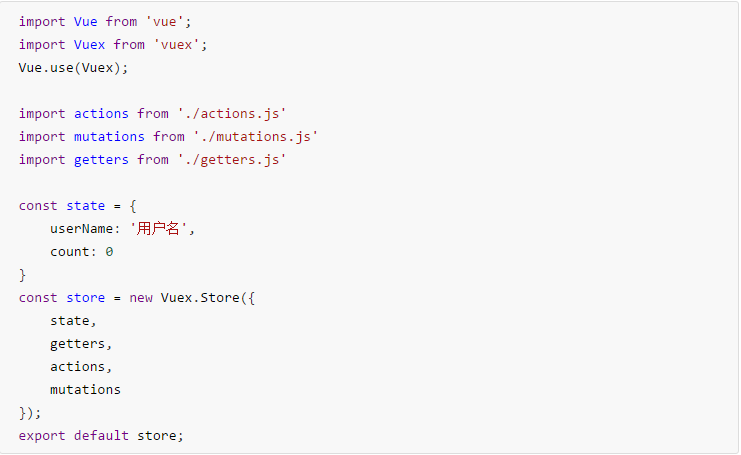 import Vue from 'vue';
import Vuex from 'vuex';
Vue.use(Vuex);
import actions from './actions.js'
import mutations from './mutations.js'
import getters from './getters.js'
const state = {
    userName: '用户名',
    count: 0
}
const store = new Vuex.Store({
    state,
    getters,
    actions,
    mutations
});
export default store;